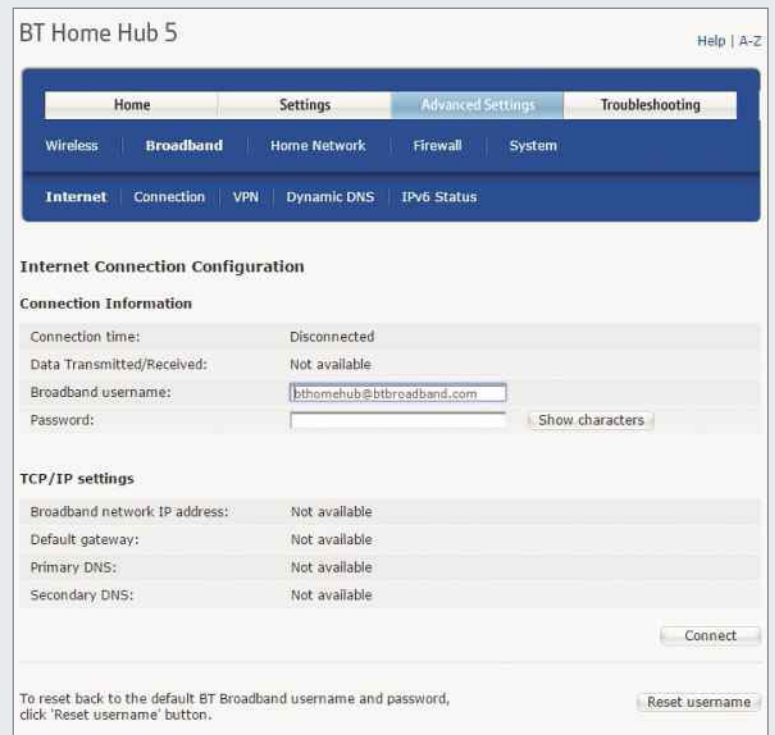 BT Home Hub 5
Help | A-Z
Home Settings Advanced Settings Troubleshooting
Wireless Broadband Home Network Firewall System
Internet Connection VPN Dynamic DNS IPv6 Status
Internet Connection Configuration
Connection Information
Connection time: Disconnected
Data Transmitted/Received: Not available
Broadband username: bthomehub@btbroadband.com
Password: Show characters
TCP/IP settings
Broadband network IP address: Not available
Default gateway: Not available
Primary DNS: Not available
Secondary DNS: Not available
Connect
To reset back to the default BT Broadband username and password,
click 'Reset username' button.
Reset username